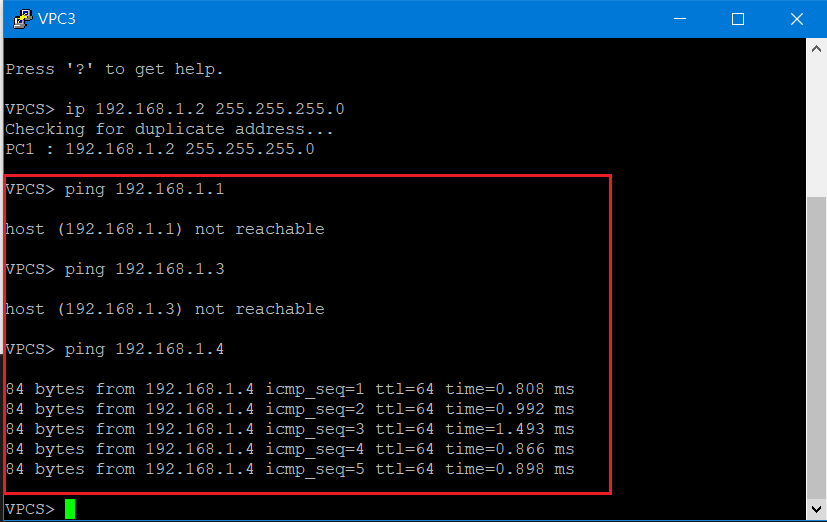 VPC3
Press '?' to get help.
VPCS> ip 192.168.1.2 255.255.255.0
Checking for duplicate address...
PC1 : 192.168.1.2 255.255.255.0
VPCS> ping 192.168.1.1
host (192.168.1.1) not reachable
VPCS> ping 192.168.1.3
host (192.168.1.3) not reachable
VPCS> ping 192.168.1.4
84 bytes from 192.168.1.4 icmp_seq=1 ttl=64 time=0.808 ms
84 bytes from 192.168.1.4 icmp_seq=2 ttl=64 time=0.992 ms
84 bytes from 192.168.1.4 icmp_seq=3 ttl=64 time=1.493 ms
84 bytes from 192.168.1.4 icmp_seq=4 ttl=64 time=0.866 ms
84 bytes from 192.168.1.4 icmp_seq=5 ttl=64 time=0.898 ms
VPCS>